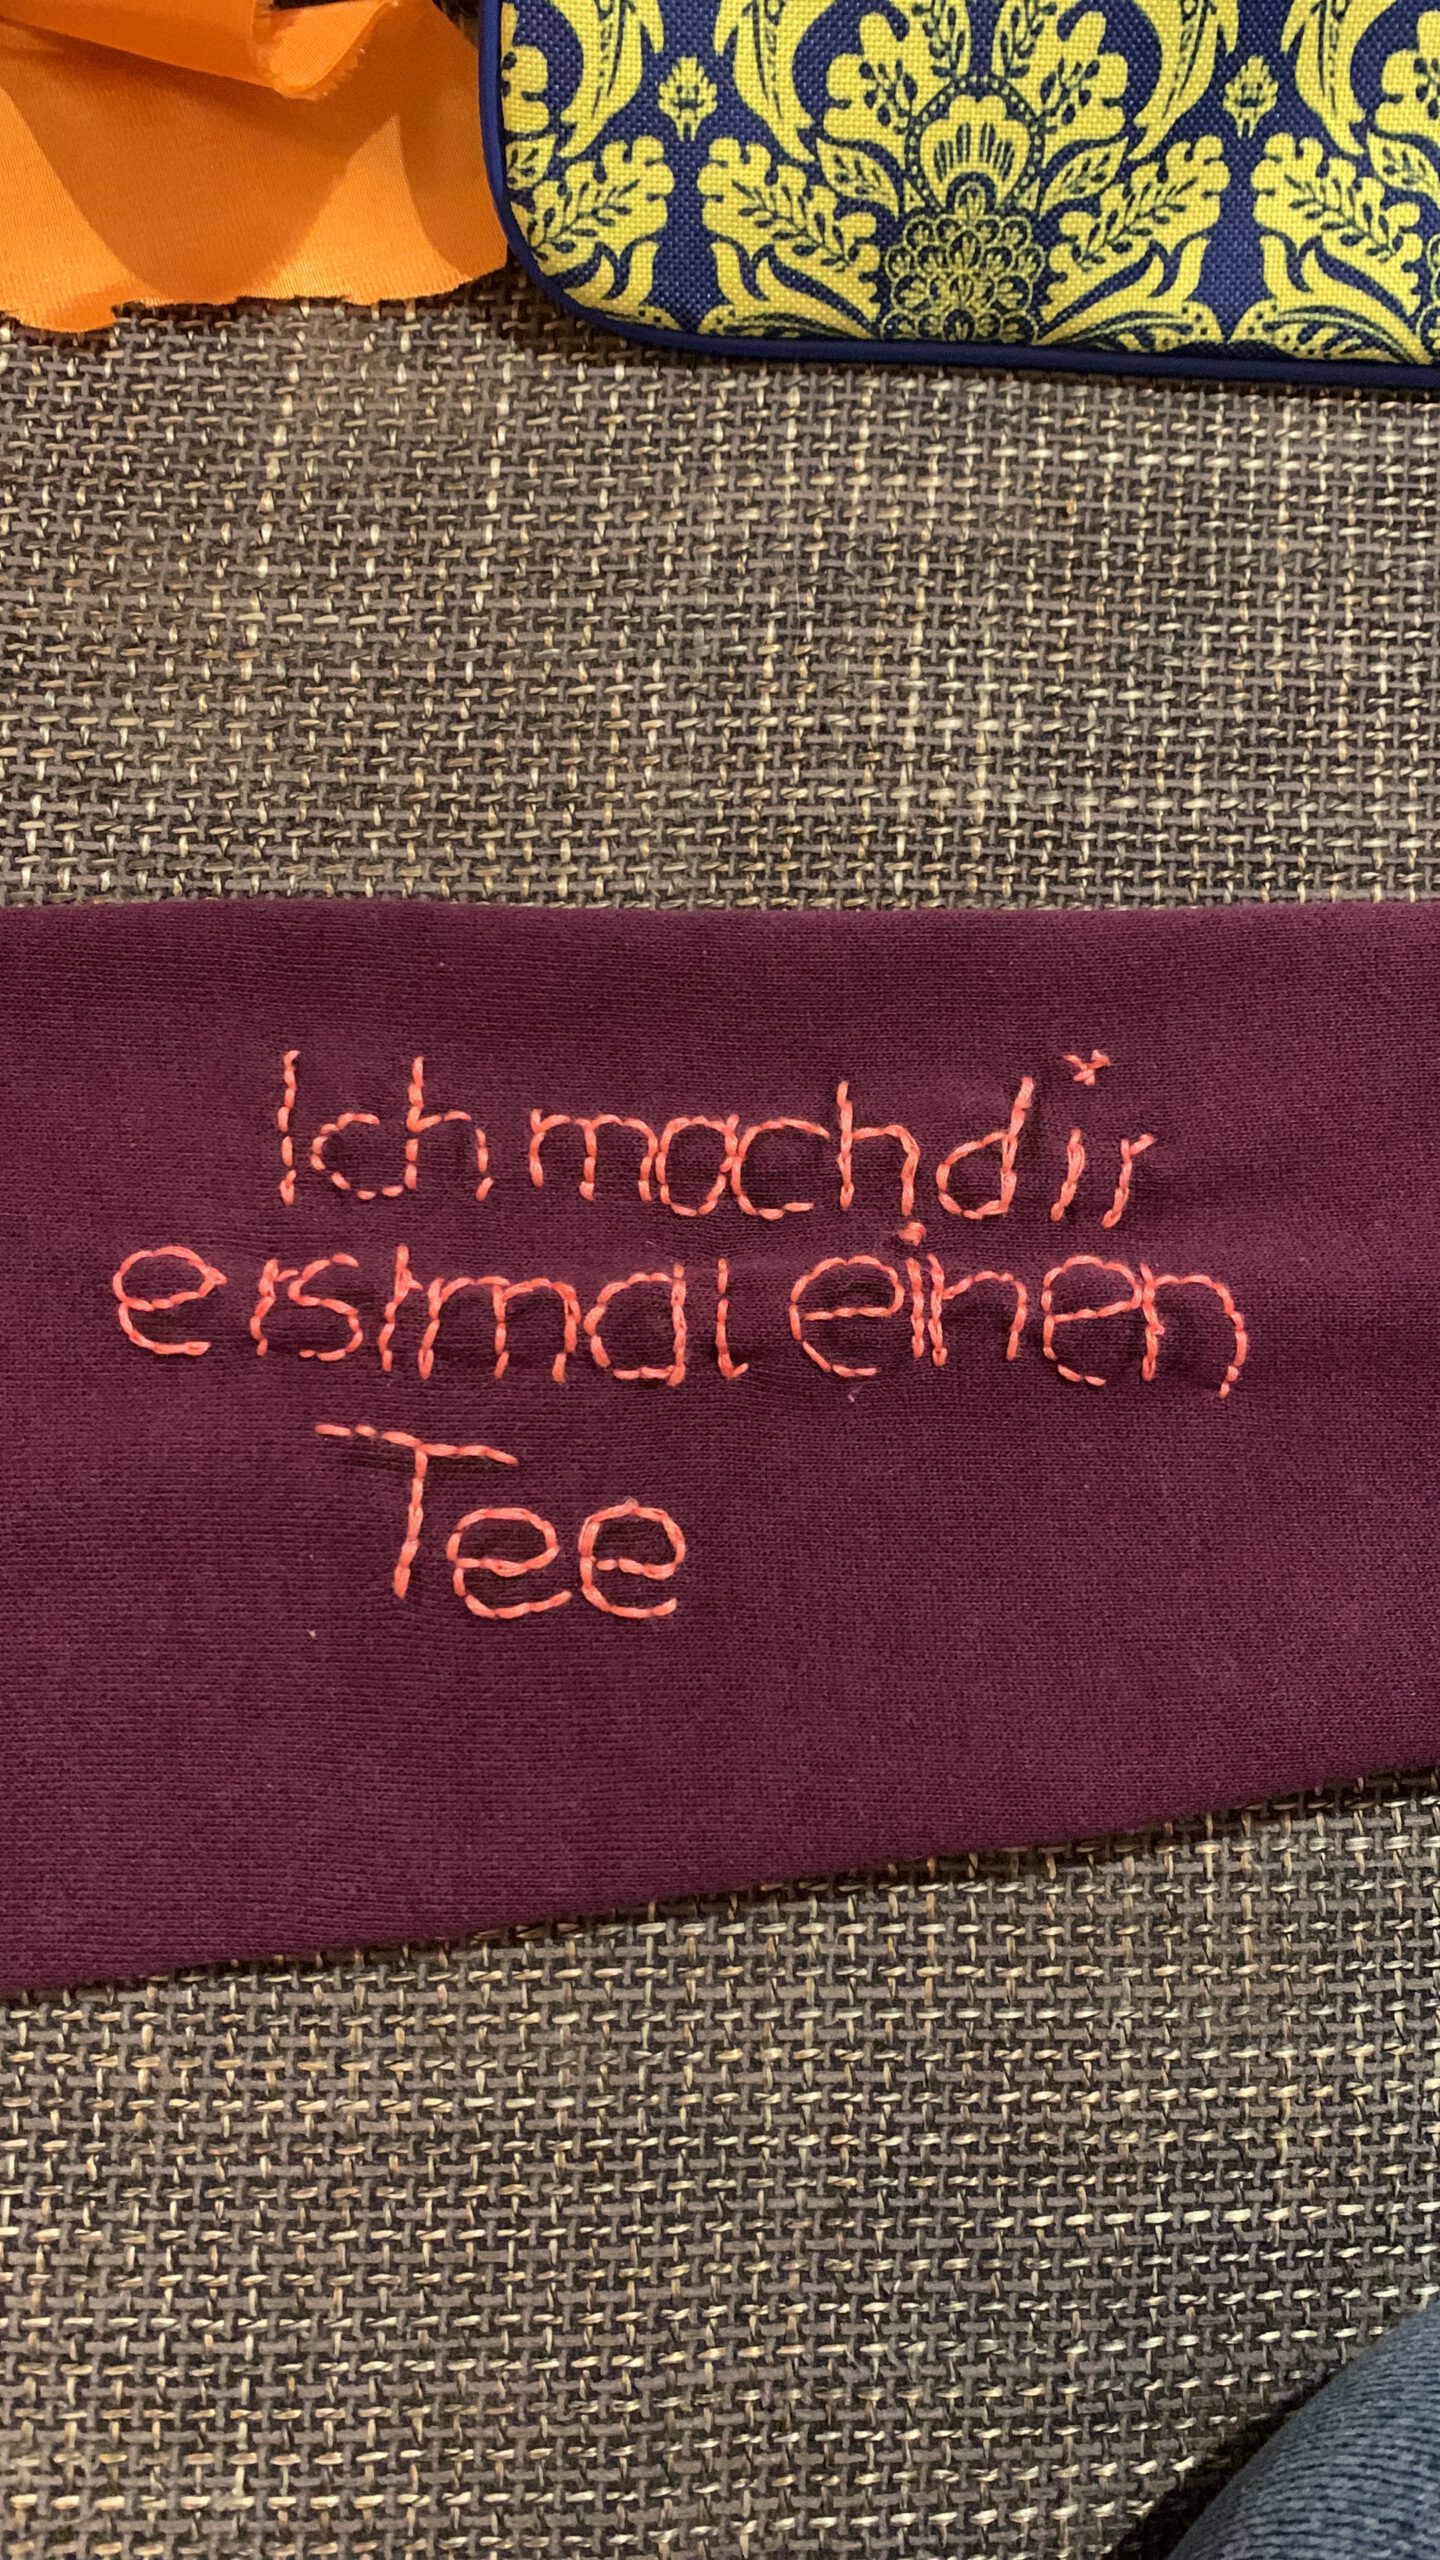 Ich mach dir
erstmal einen
Tee